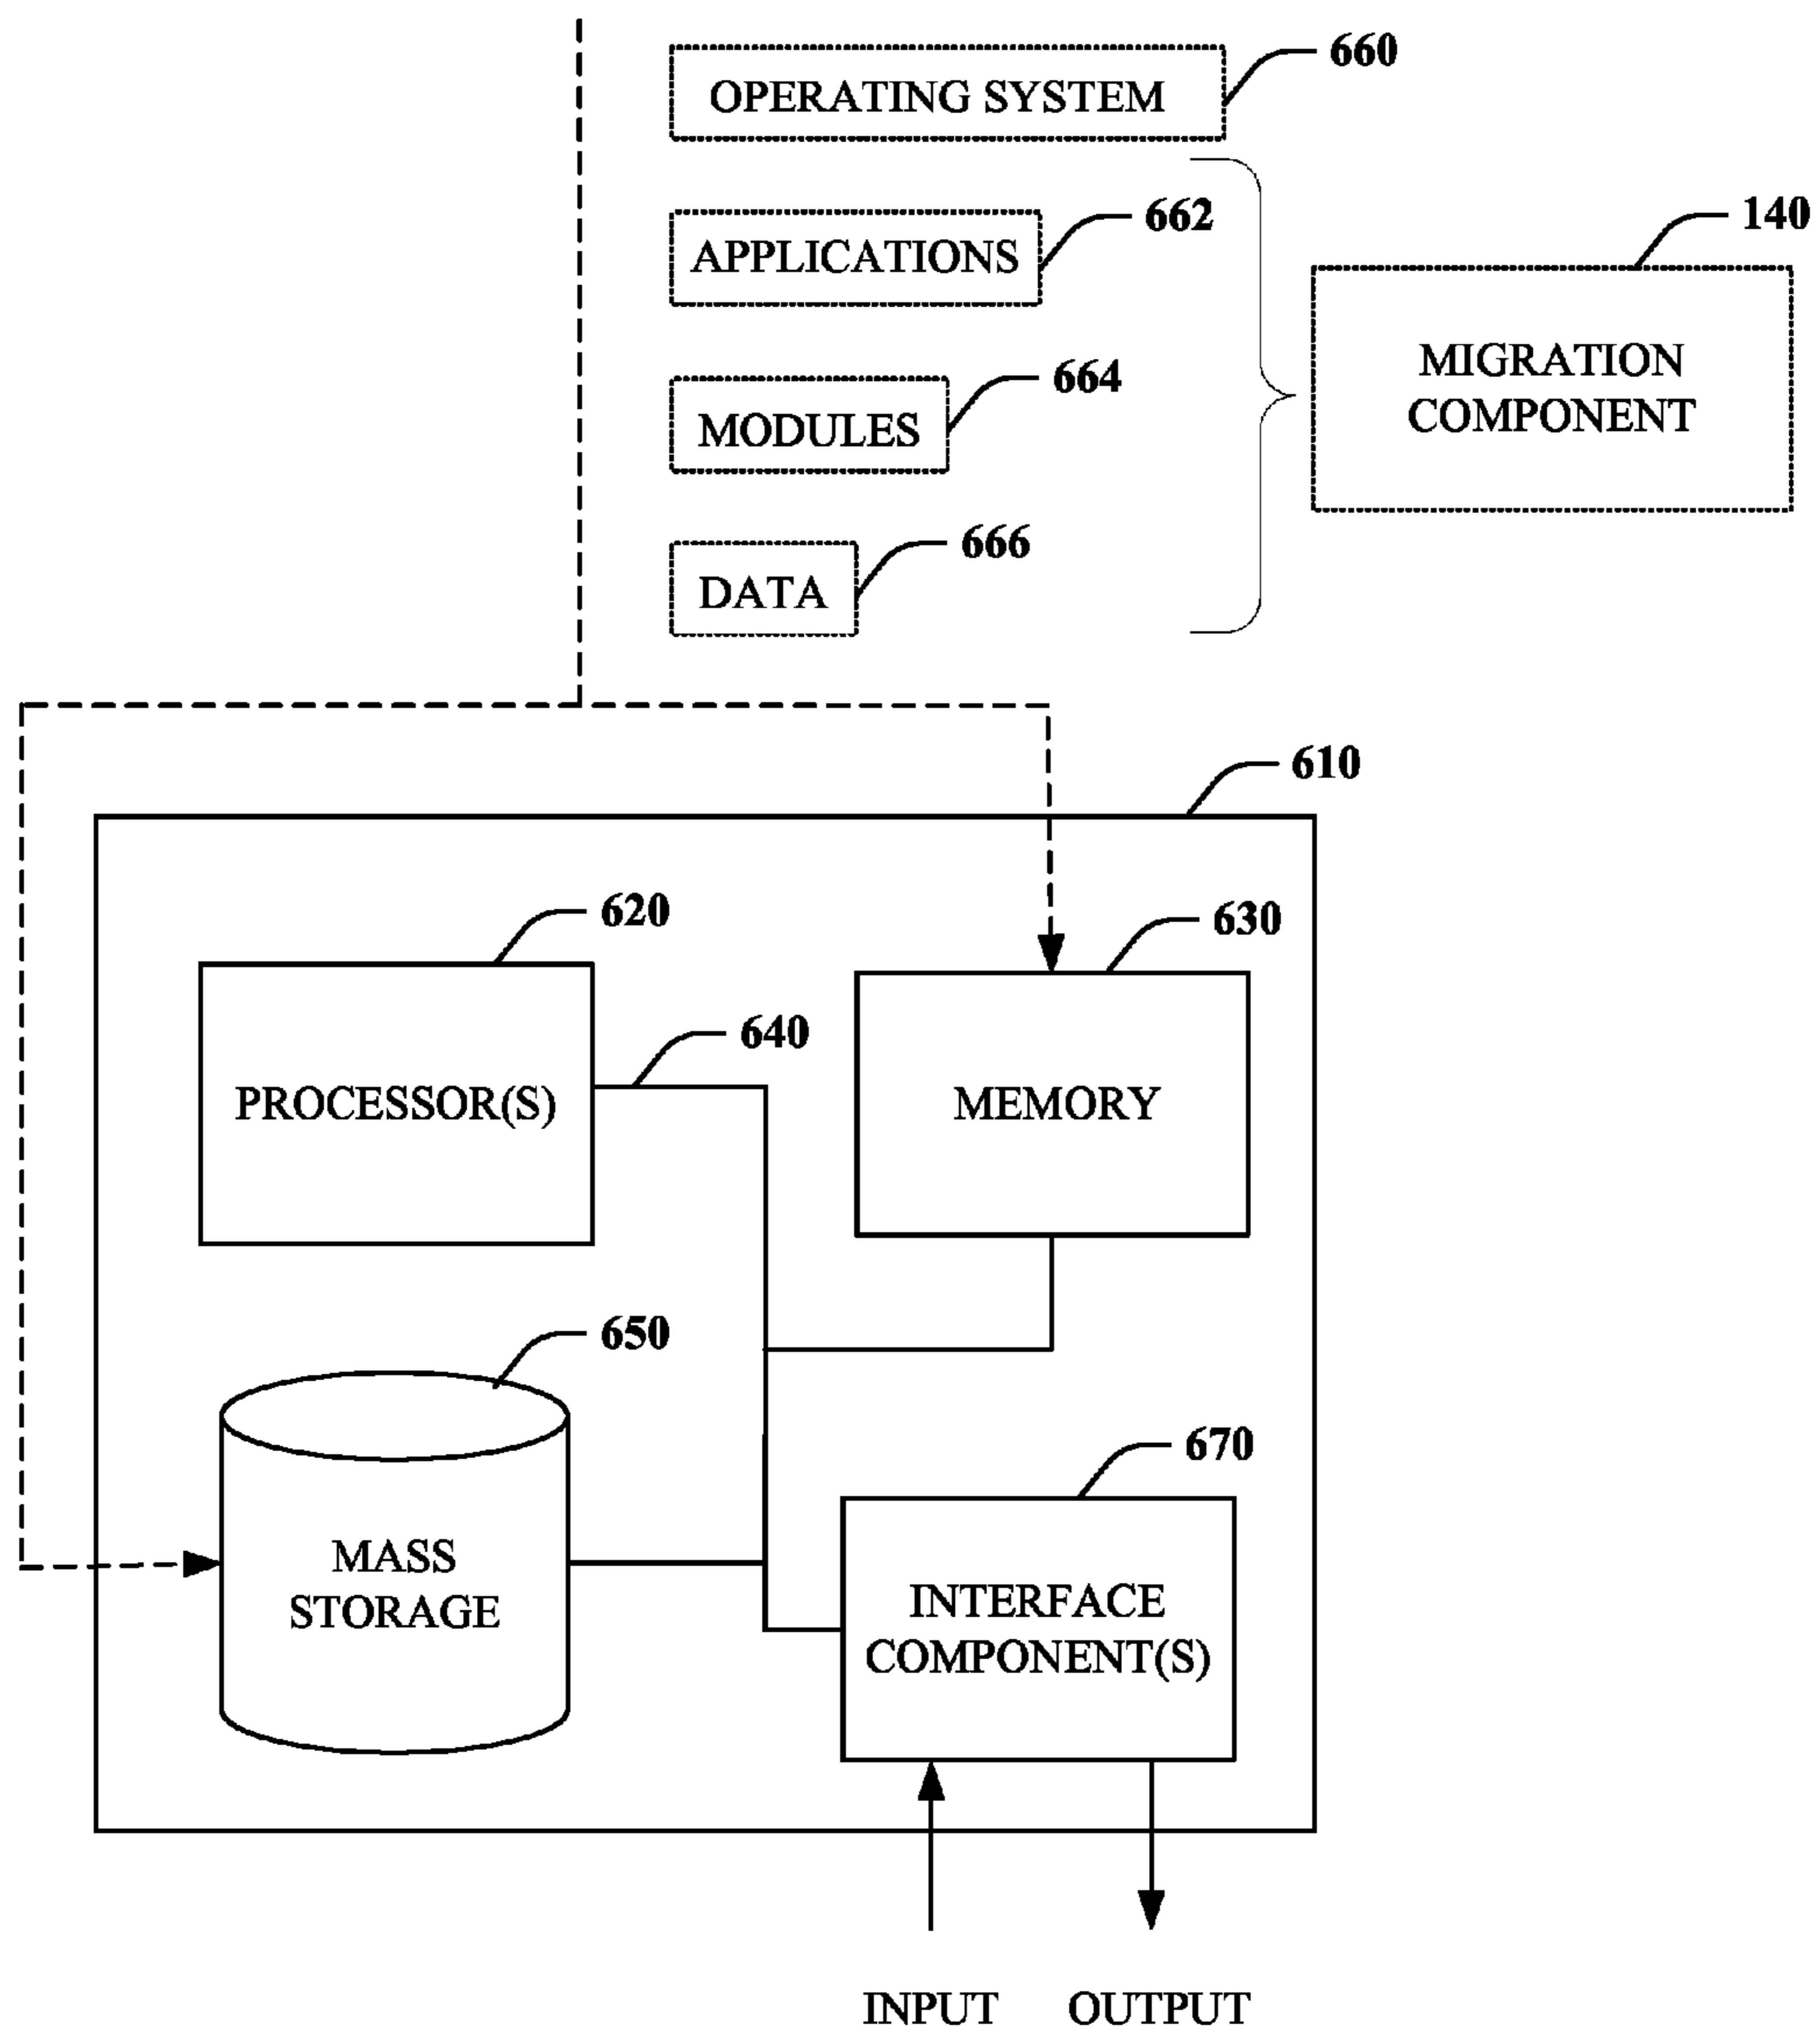 660
OPERATING SYSTEM
662
APPLICATIONS
140
MIGRATION
COMPONENT
664
MODULES
666
DATA
610
620
630
640
PROCESSOR(S)
MEMORY
650
670
MASS
STORAGE
INTERFACE
COMPONENT(S)
INPUT
OUTPUT